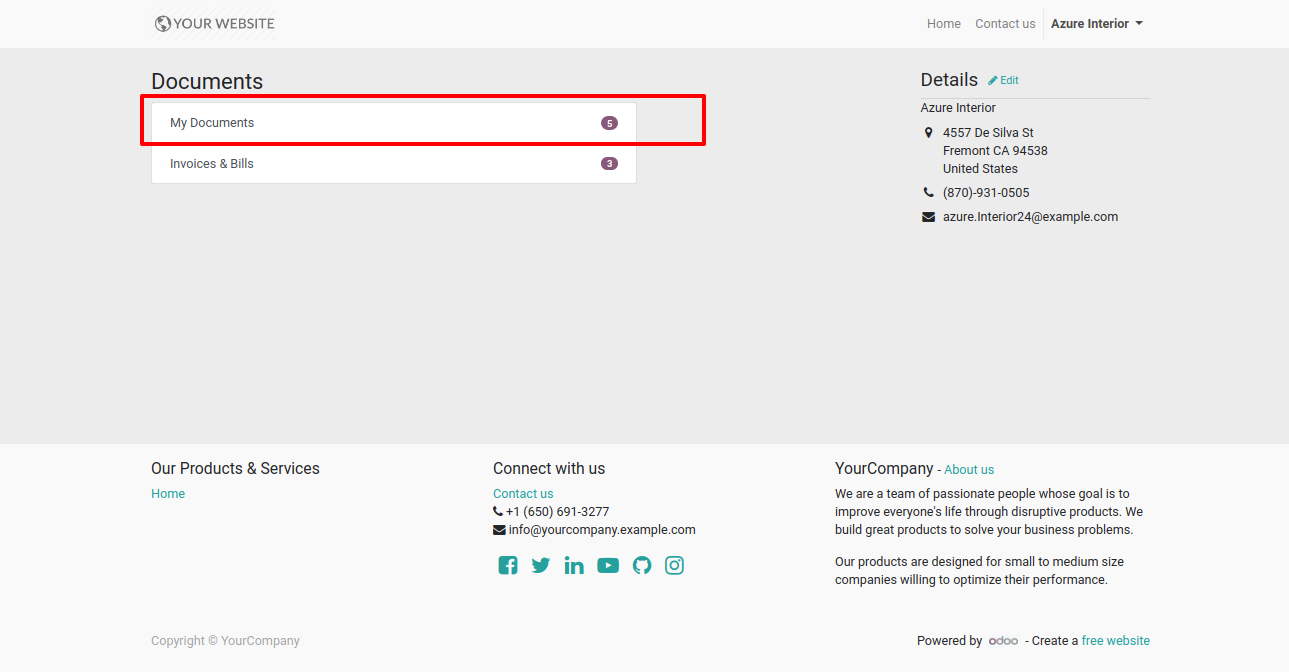 YOUR WEBSITE
Home
Contact us
Azure Interior
Documents
My Documents 5
Invoices & Bills 3
Details Edit
Azure Interior
4557 De Silva St
Fremont CA 94538
United States
(870)-931-0505
azure.Interior24@example.com
Our Products & Services
Home
Connect with us
Contact us
+1 (650) 691-3277
info@yourcompany.example.com
YourCompany - About us
We are a team of passionate people whose goal is to
improve everyone's life through disruptive products. We
build great products to solve your business problems.
Our products are designed for small to medium size
companies willing to optimize their performance.
Copyright © YourCompany
Powered by odoo - Create a free website